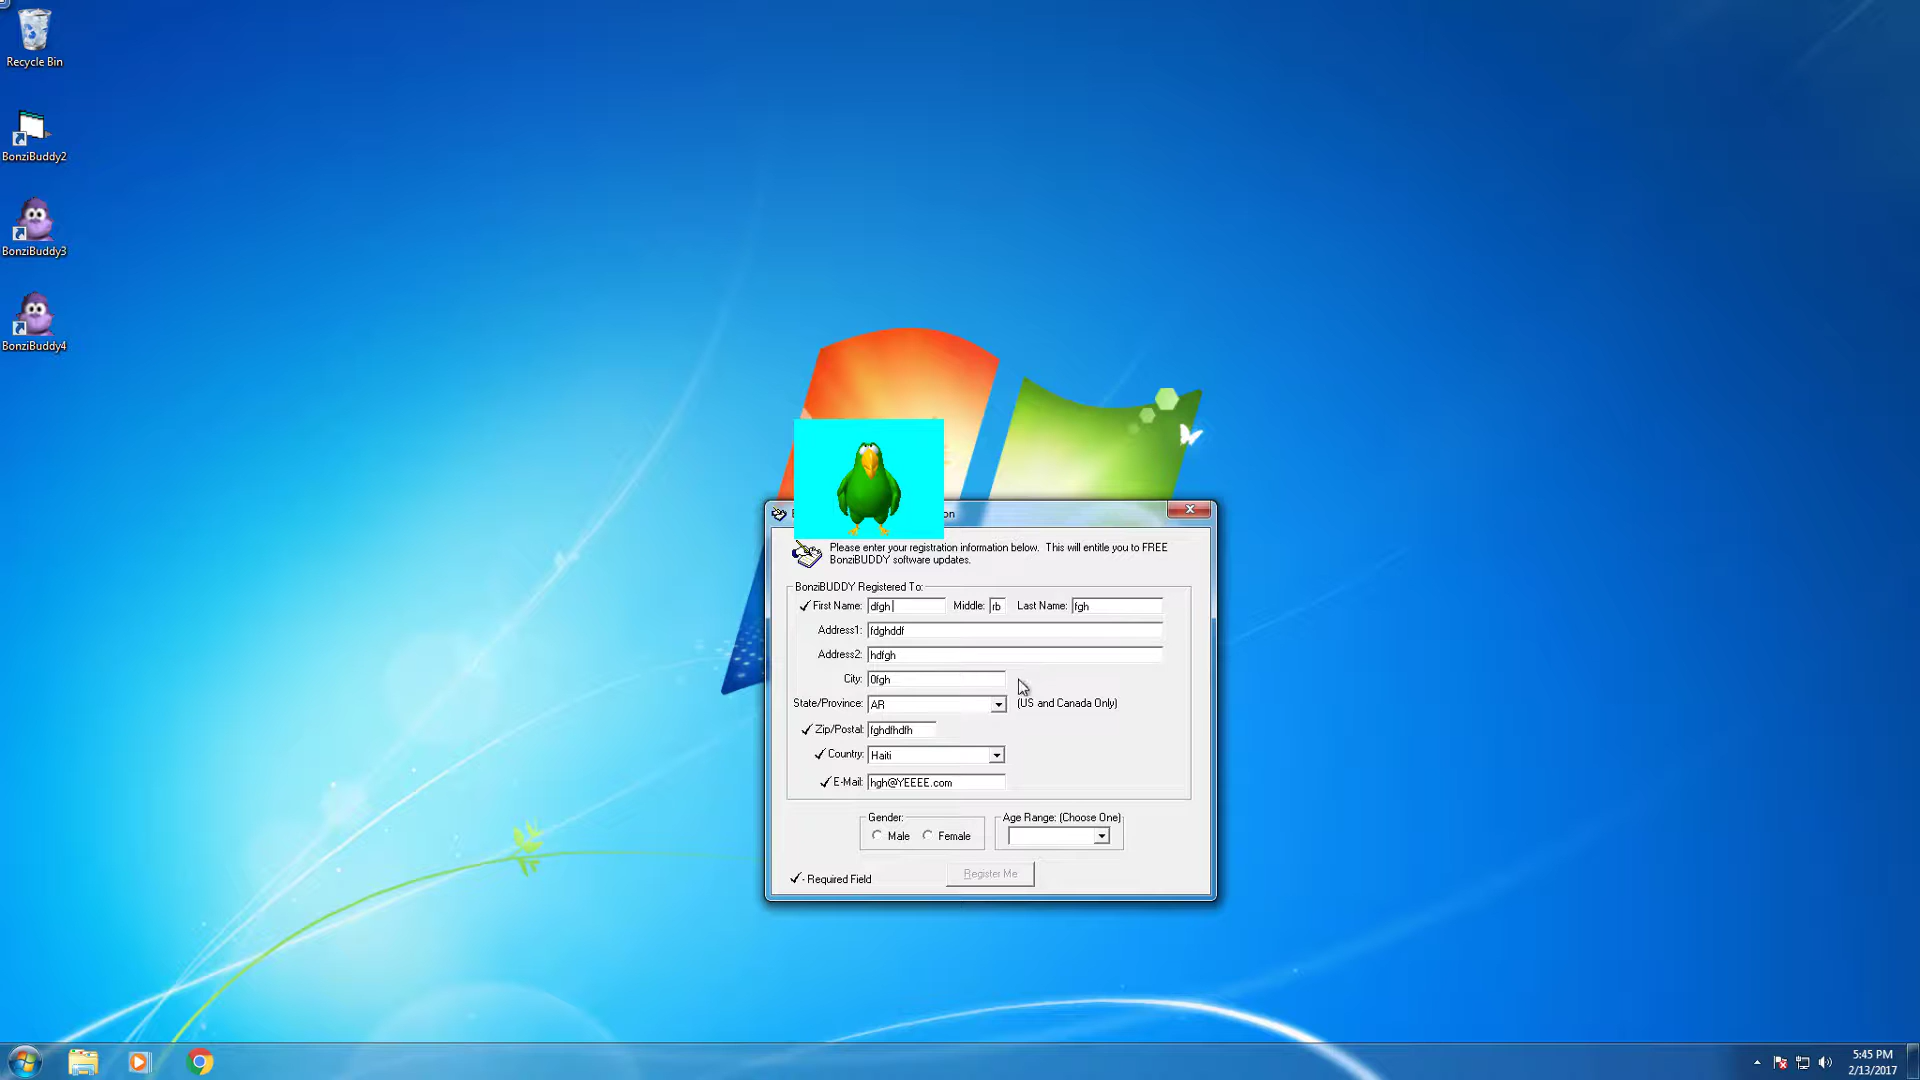 Recycle Bin
BonziBuddy2
BonziBuddy3
BonziBuddy4
on
Please enter your registration information below. This will entitle you to FREE
BonziBUDDY software updates.
BonziBUDDY Registered To:
First Name: dfgh Middle: rb Last Name: fgh
Address1: fdghddf
Address2: hdfgh
City: 0fgh
State/Province: AR (US and Canada Only)
Zip/Postal: fghdfhdfh
Country: Haiti
E-Mail: hgh@YEEEE.com
Gender: Age Range: (Choose One)
Male Female
- Required Field Register Me
5:45 PM
2/13/2017